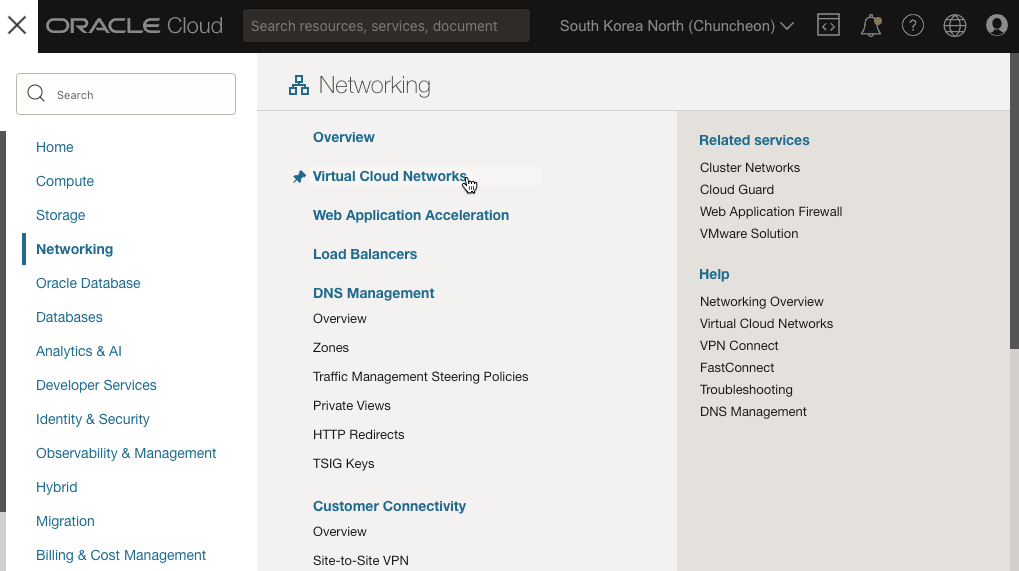 ORACLE Cloud
Search resources, services, document
South Korea North (Chuncheon)
Search
Home
Compute
Storage
Networking
Oracle Database
Databases
Analytics & AI
Developer Services
Identity & Security
Observability & Management
Hybrid
Migration
Billing & Cost Management
Networking
Overview
Virtual Cloud Networks
Web Application Acceleration
Load Balancers
DNS Management
Overview
Zones
Traffic Management Steering Policies
Private Views
HTTP Redirects
TSIG Keys
Customer Connectivity
Overview
Site-to-Site VPN
Related services
Cluster Networks
Cloud Guard
Web Application Firewall
VMware Solution
Help
Networking Overview
Virtual Cloud Networks
VPN Connect
FastConnect
Troubleshooting
DNS Management